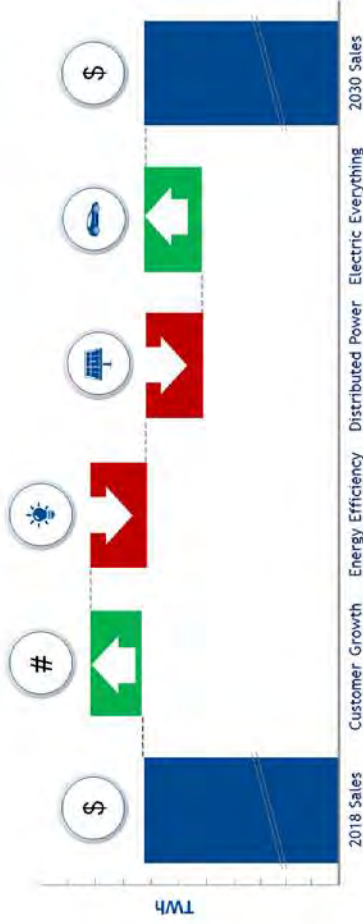 $
#
$
TWh
2018 Sales
Customer Growth
Energy Efficiency
Distributed Power
Electric Everything
2030 Sales